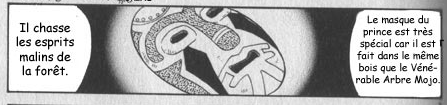 Il chasse
les esprits
malins de
la forêt.
Le masque du
prince est très
spécial car il est
fait dans le même
bois que le Véné-
rable Arbre Mojo.